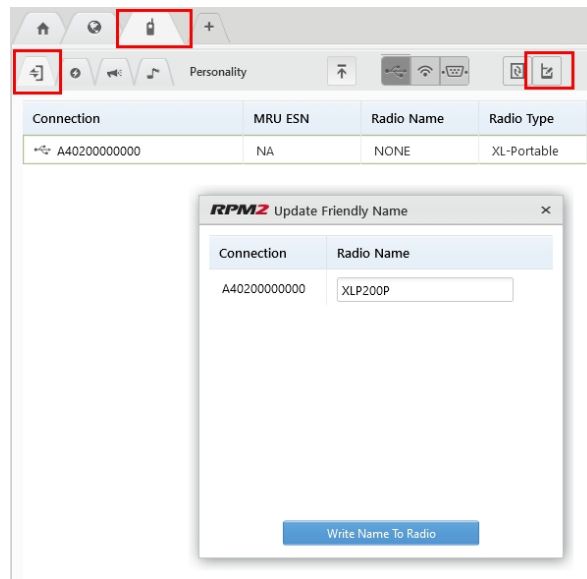 +
Personality
Connection MRU ESN Radio Name Radio Type
A40200000000 NA NONE XL-Portable
RPM2 Update Friendly Name ×
Connection Radio Name
A40200000000 XLP200P
Write Name To Radio